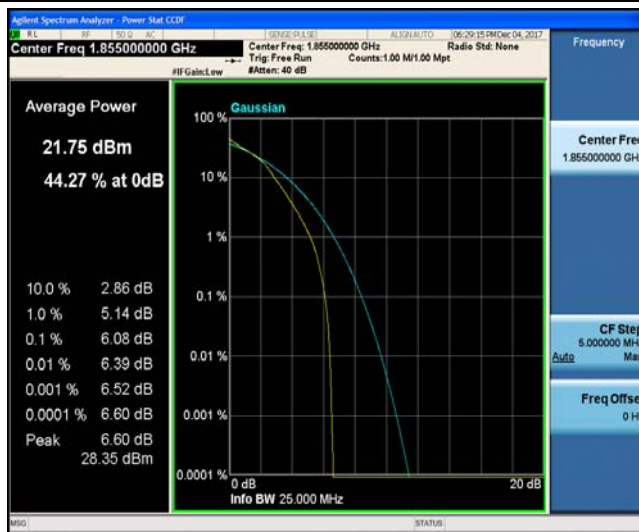 Agilent Spectrum Analyzer - Power Stat CCDF
RL RF 50 Ω AC SENSE:PULSE ALIGNAUTO 06:29:15 PM Dec 04, 2017
Center Freq 1.855000000 GHz
Center Freq: 1.855000000 GHz Radio Std: None
Trig: Free Run Counts:1.00 M/1.00 Mpt
#IFGain:Low #Atten: 40 dB
Frequency
Average Power
21.75 dBm
44.27 % at 0dB
10.0 % 2.86 dB
1.0 % 5.14 dB
0.1 % 6.08 dB
0.01 % 6.39 dB
0.001 % 6.52 dB
0.0001 % 6.60 dB
Peak 6.60 dB
28.35 dBm
Gaussian
100 %
10 %
1 %
0.1 %
0.01 %
0.001 %
0.0001 %
0 dB 20 dB
Info BW 25.000 MHz
Center Fre
1.855000000 GH
CF Step
5.000000 MH
Auto Ma
Freq Offse
0 H
MSG STATUS